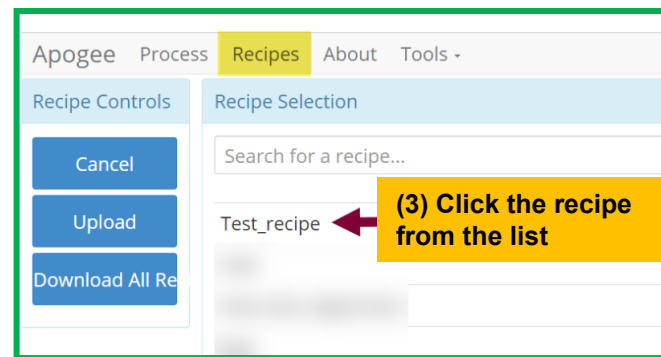 Apogee Process Recipes About Tools
Recipe Controls
Recipe Selection
Cancel
Search for a recipe...
Upload
Test_recipe
(3) Click the recipe
from the list
Download All Re